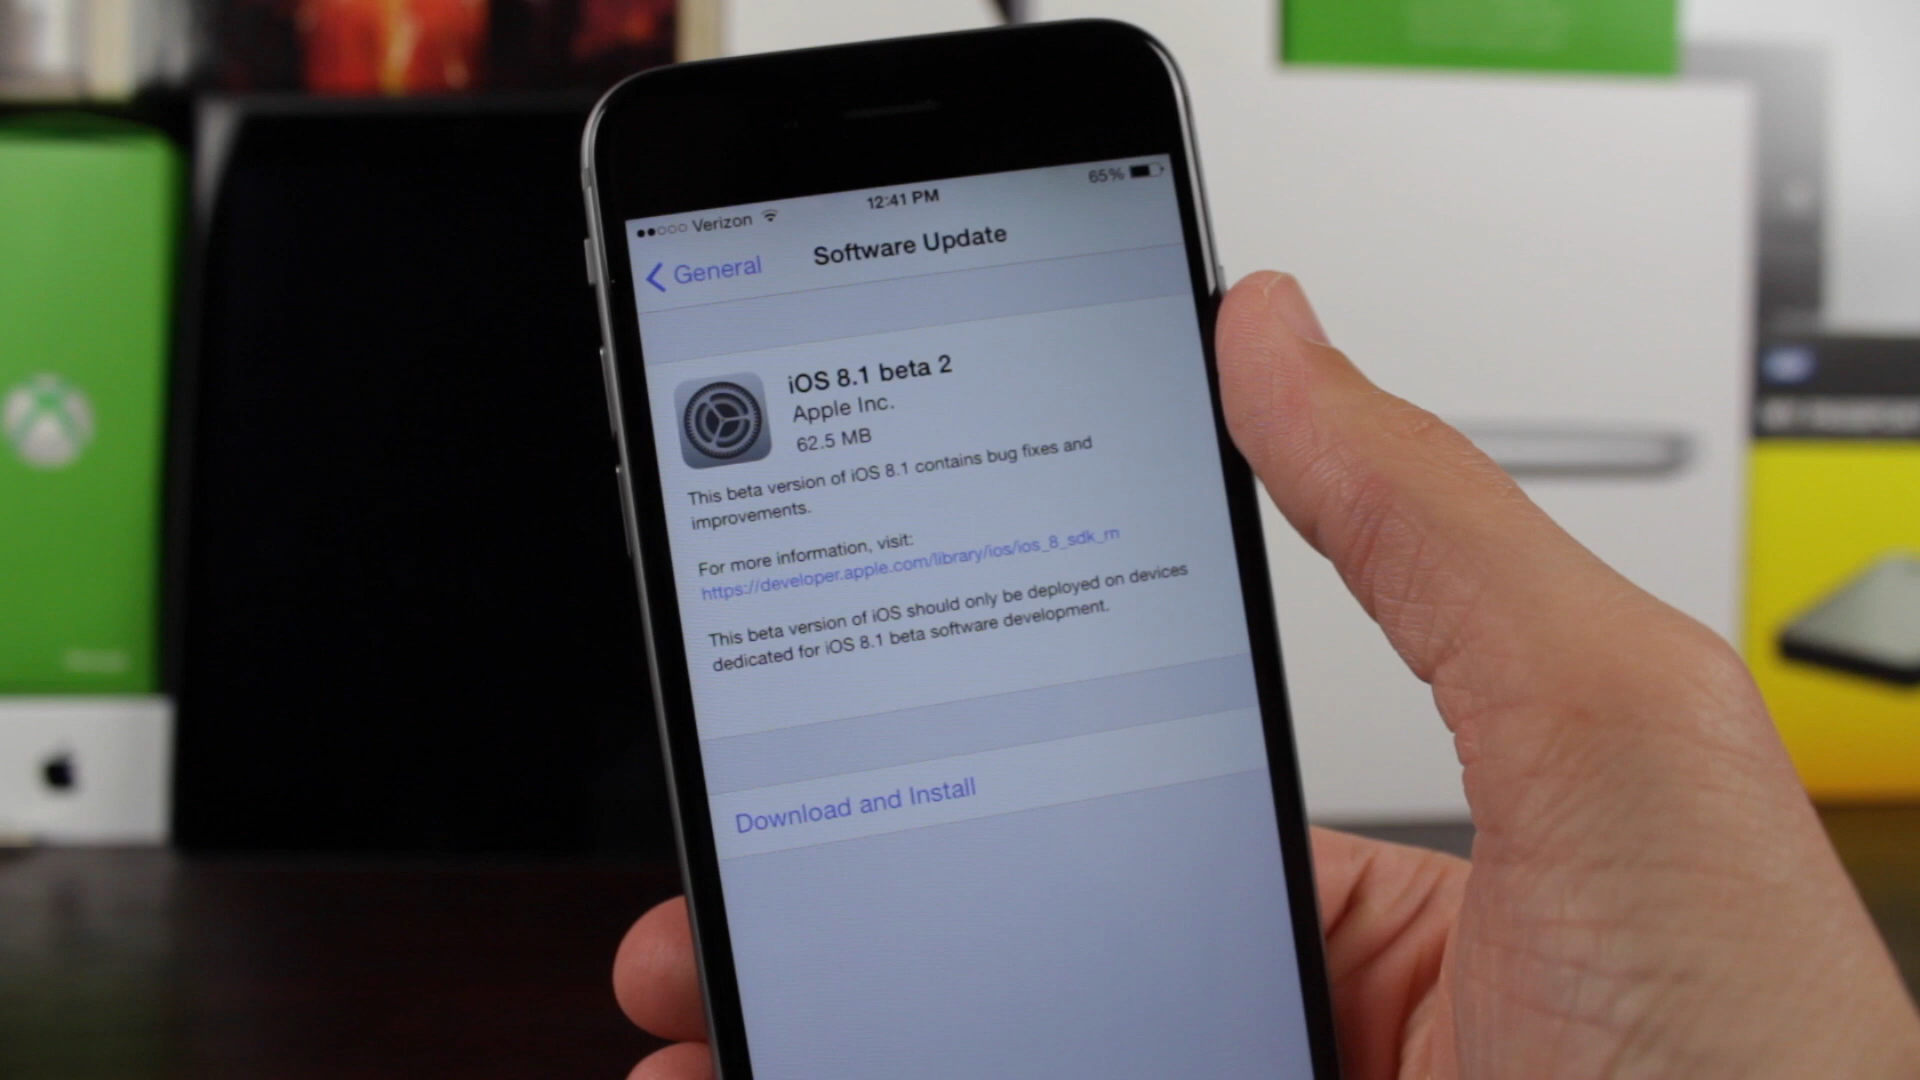 Verizon 12:41 PM 65%
General Software Update
iOS 8.1 beta 2
Apple Inc.
62.5 MB
This beta version of iOS 8.1 contains bug fixes and
improvements.
For more information, visit:
https://developer.apple.com/library/ios/ios_8_sdk_rn
This beta version of iOS should only be deployed on devices
dedicated for iOS 8.1 beta software development.
Download and Install